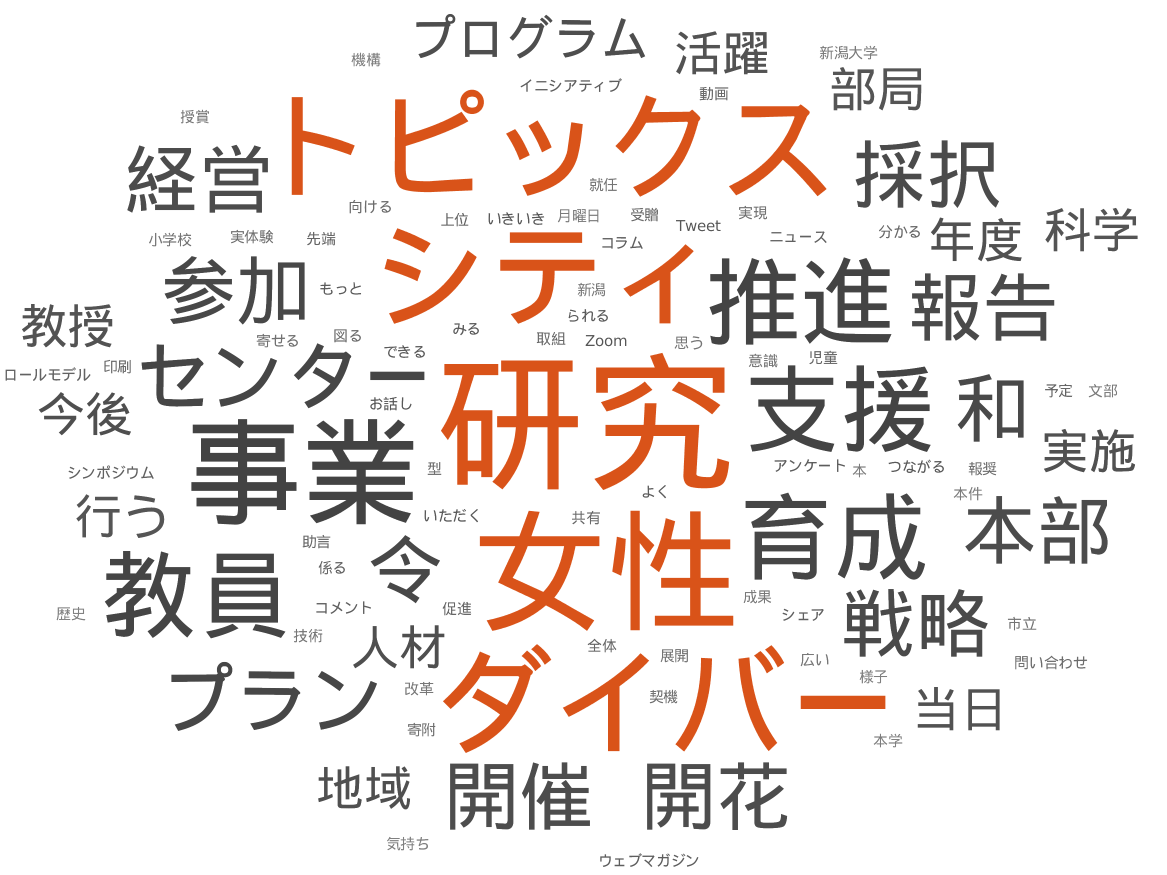 プログラム
活躍
新潟大学
機構
イニシアティブ
動画
部局
授賞
トピックス
経営
採択
就任
向ける
上位
いきいき
月曜日
受贈
Tweet
実現
年度
科学
小学校
実体験
先端
コラム
ニュース
分かる
シティ
参加
もっと
新潟
推進
報告
教授
寄せる
図る
みる
られる
できる
取組
Zoom
思う
意識
児童
ロールモデル
印刷
センター
研究
支援
和
予定
文部
今後
お話し
事業
型
アンケート
本
つながる
報奨
実施
シンポジウム
よく
本件
行う
いただく
共有
育成
本部
助言
係る
令
女性
教員
歴史
コメント
促進
成果
シェア
戦略
市立
技術
人材
全体
展開
広い
問い合わせ
プラン
改革
ダイバー
契機
様子
当日
寄附
本学
地域
開催
開花
気持ち
ウェブマガジン